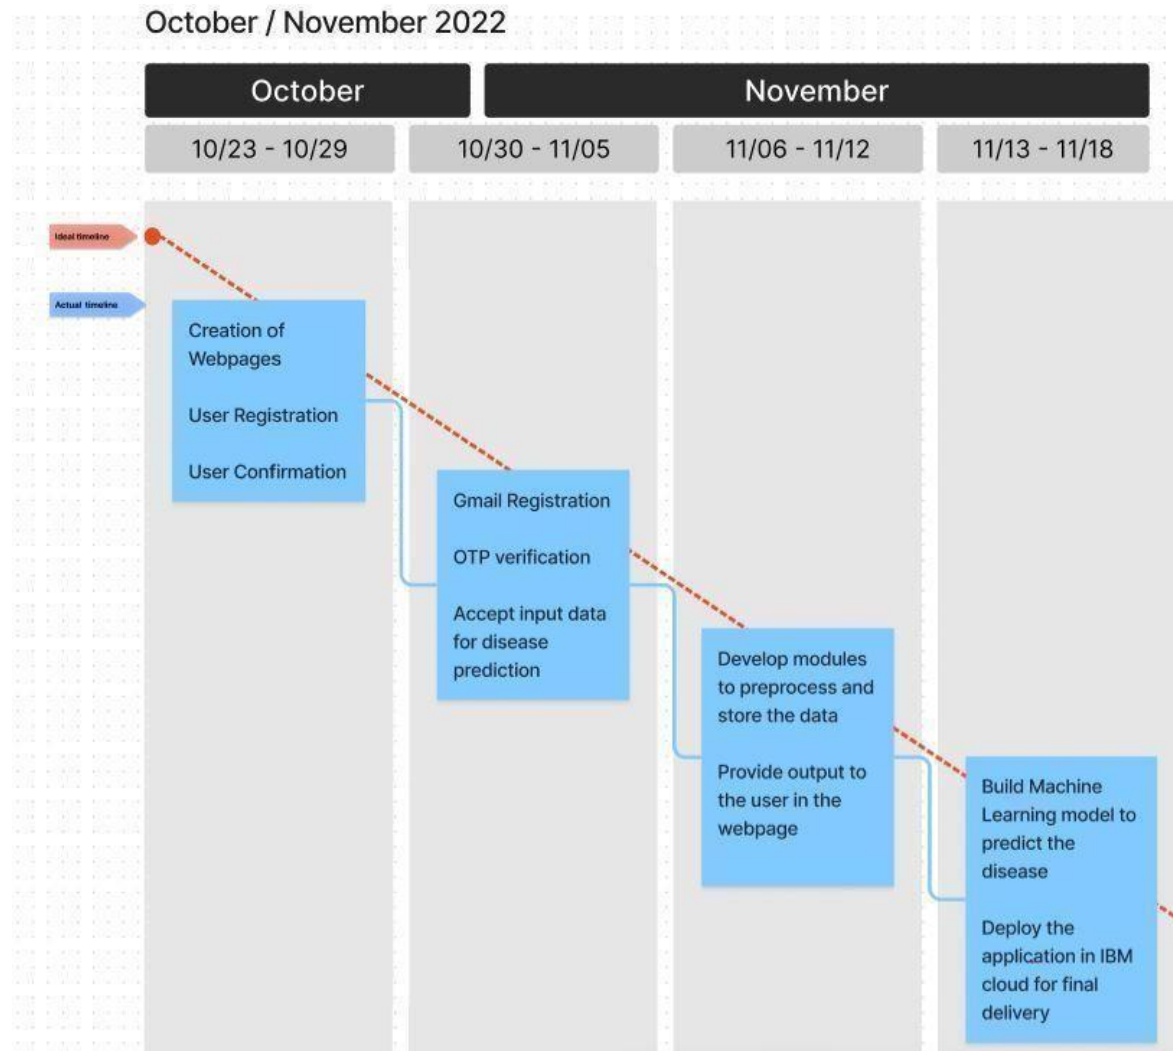 October / November 2022
October
November
10/23 - 10/29
10/30 - 11/05
11/06 - 11/12
11/13 - 11/18
Ideal timeline
Actual timeline
Creation of
Webpages
User Registration
User Confirmation
Gmail Registration
OTP verification
Accept input data
for disease
prediction
Develop modules
to preprocess and
store the data
Provide output to
the user in the
webpage
Build Machine
Learning model to
predict the
disease
Deploy the
application in IBM
cloud for final
delivery